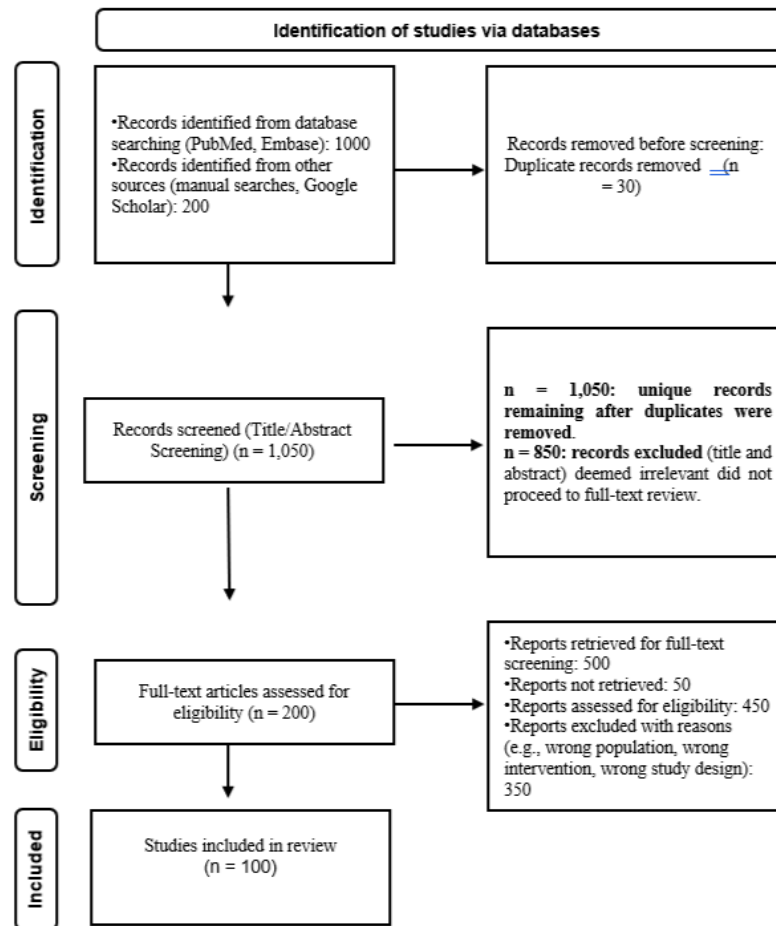 Identification of studies via databases
Identification
•Records identified from database
searching (PubMed, Embase): 1000
•Records identified from other
sources (manual searches, Google
Scholar): 200
Records removed before screening:
Duplicate records removed (n
= 30)
Screening
Records screened (Title/Abstract
Screening) (n = 1,050)
n = 1,050: unique records
remaining after duplicates were
removed.
n = 850: records excluded (title and
abstract) deemed irrelevant did not
proceed to full-text review.
Eligibility
Full-text articles assessed for
eligibility (n = 200)
•Reports retrieved for full-text
screening: 500
•Reports not retrieved: 50
•Reports assessed for eligibility: 450
•Reports excluded with reasons
(e.g., wrong population, wrong
intervention, wrong study design):
350
Included
Studies included in review
(n = 100)